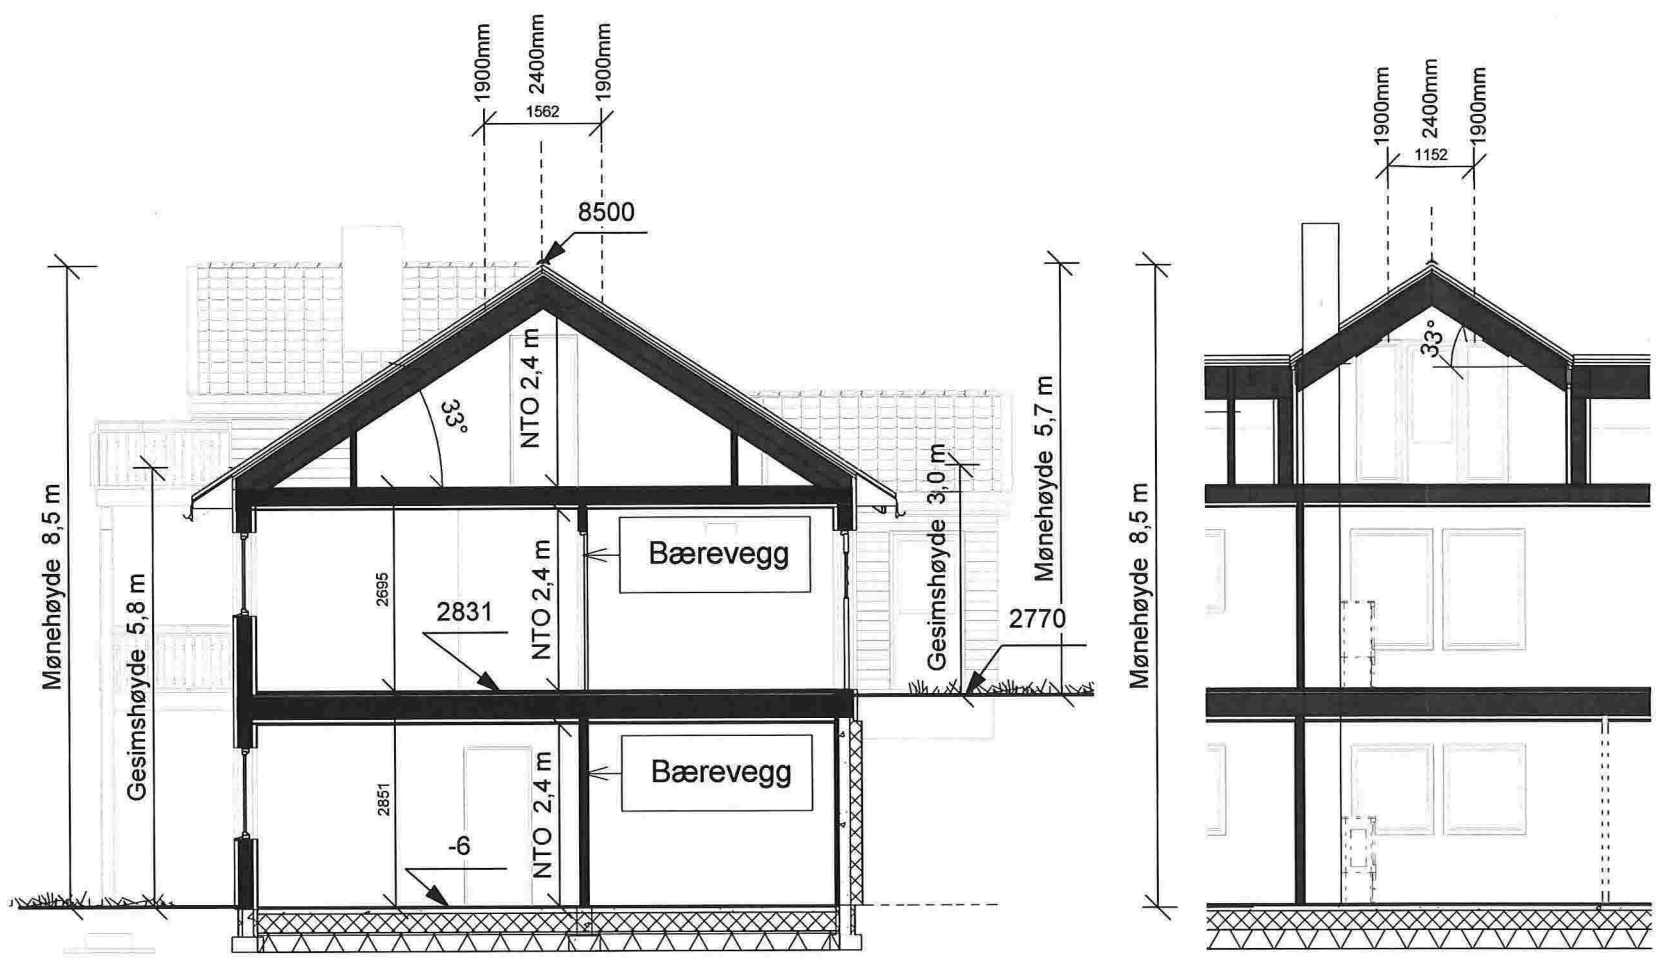 1900mm
2400mm
1900mm
1562
8500
Mønehøyde 8,5 m
Gesimshøyde 5,8 m
33°
NTO 2,4 m
2695
2831
NTO 2,4 m
Bærevegg
Gesimshøyde 3,0 m
Mønehøyde 5,7 m
2770
2851
-6
NTO 2,4 m
Bærevegg
1900mm
2400mm
1900mm
1152
33°
Mønehøyde 8,5 m